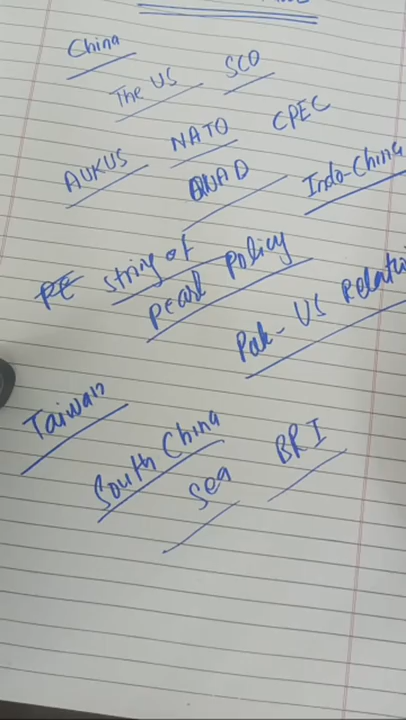 China
The US
SCO
AUKUS
NATO
CPEC
QUAD
Indo-China
String of
Pearl Policy
Pak-US Relati
Taiwan
South China
Sea
BRI